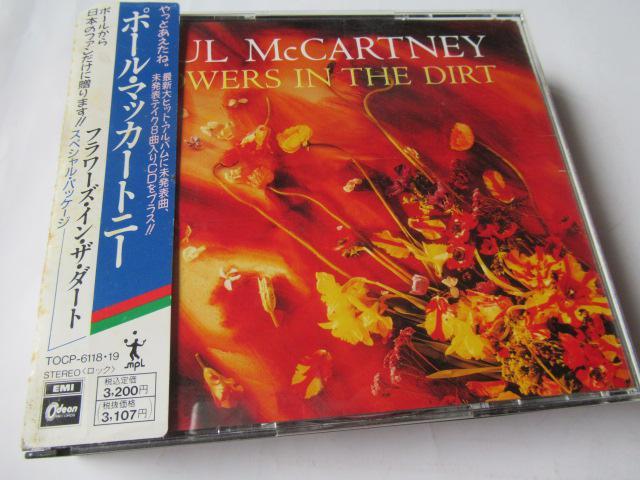 ポールから
日本のファンだけに贈ります!!
やっとあえたね。
最新大ヒット・アルバムに未発表曲、
未発表テイク8曲入りCDをプラス!!
ポール・マッカートニー
フラワーズ・イン・ザ・ダート
スペシャル・パッケージ
UL McCARTNEY
WERS IN THE DIRT
TOCP-6118・19
STEREO〈ロック〉
mpl
EMI
Odeon
税込定価
3,200円
税抜価格
3,107円